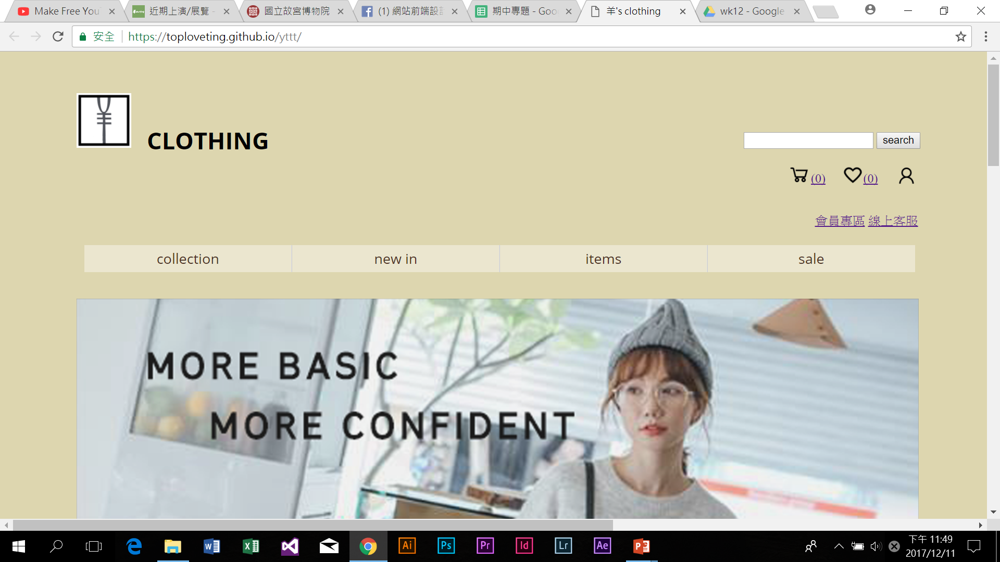 Make Free You
近期上演/展覽 -
國立故宮博物院
(1) 網站前端設計
期中專題 - Goo
羊's clothing
wk12 - Google
安全
https://toploveting.github.io/yttt/
CLOTHING
search
(0)
(0)
會員專區 線上客服
collection
new in
items
sale
MORE BASIC
MORE CONFIDENT
Ai
Ps
Pr
Id
Lr
Ae
下午 11:49
2017/12/11